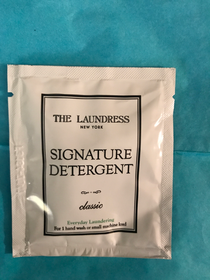 THE LAUNDRESS
NEW YORK
SIGNATURE
DETERGENT
classic
Everyday Laundering
For 1 hand wash or small machine load